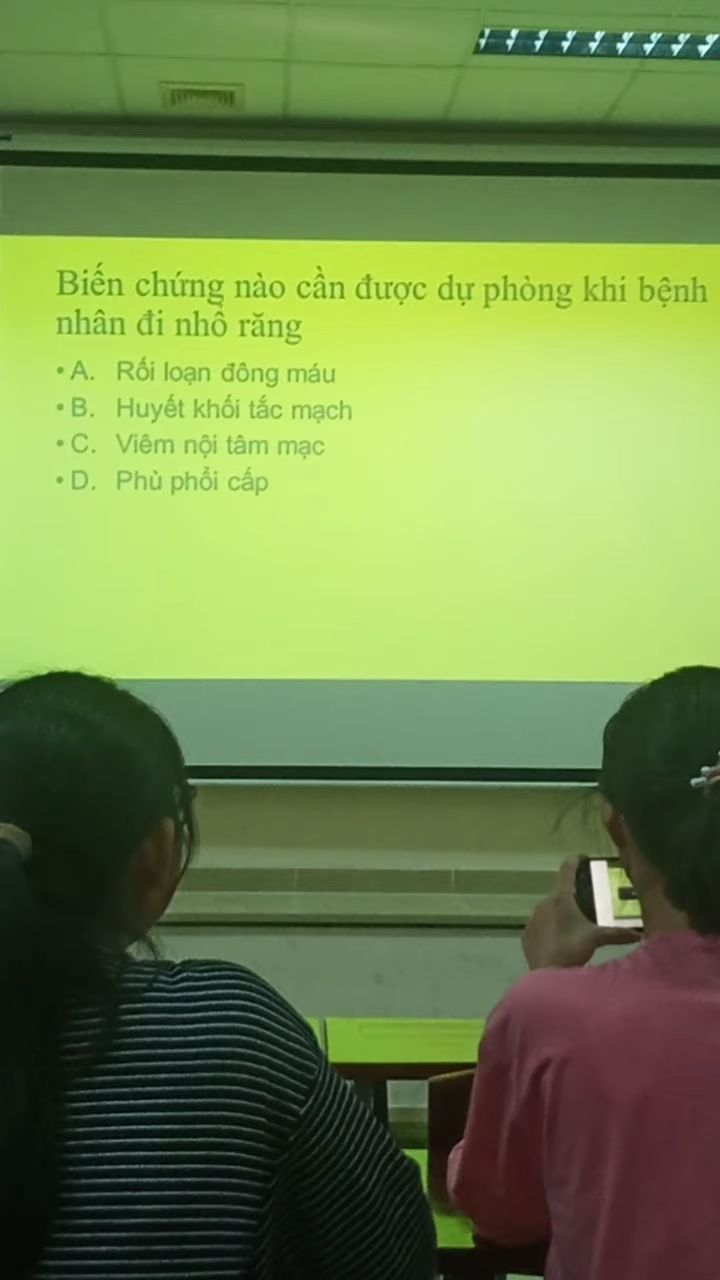 Biến chứng nào cần được dự phòng khi bệnh
nhân đi nhổ răng
• A. Rối loạn đông máu
• B. Huyết khối tắc mạch
• C. Viêm nội tâm mạc
• D. Phù phổi cấp